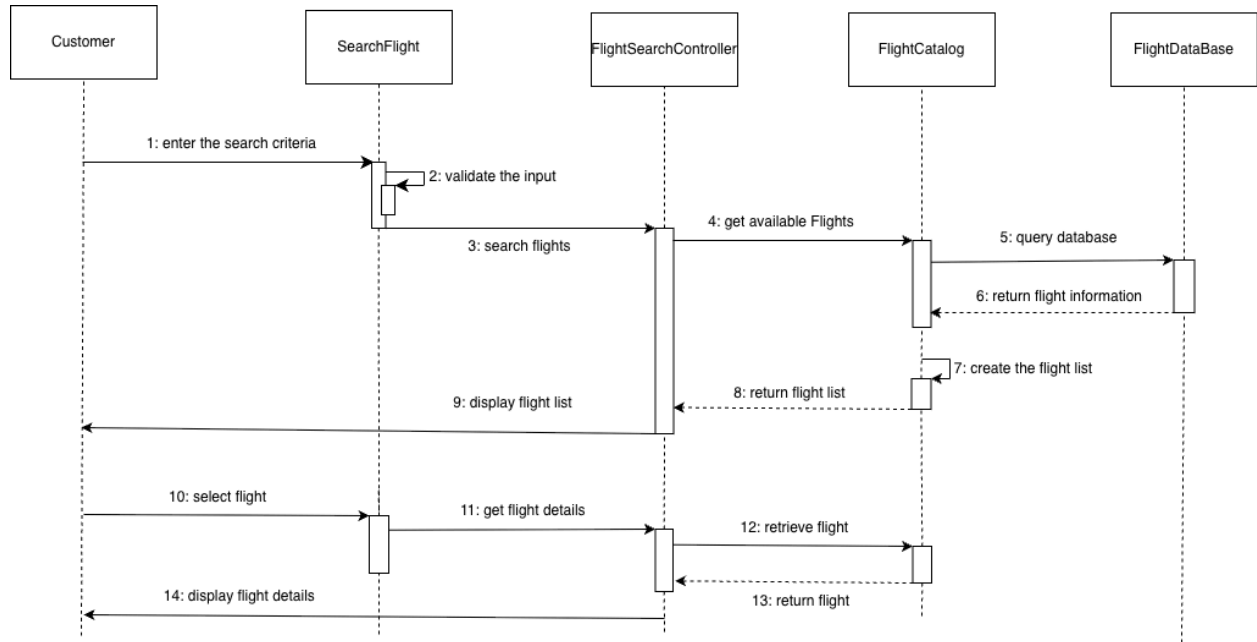 Customer
SearchFlight
FlightSearchController
FlightCatalog
FlightDataBase
1: enter the search criteria
2: validate the input
3: search flights
4: get available Flights
5: query database
6: return flight information
7: create the flight list
8: return flight list
9: display flight list
10: select flight
11: get flight details
12: retrieve flight
13: return flight
14: display flight details